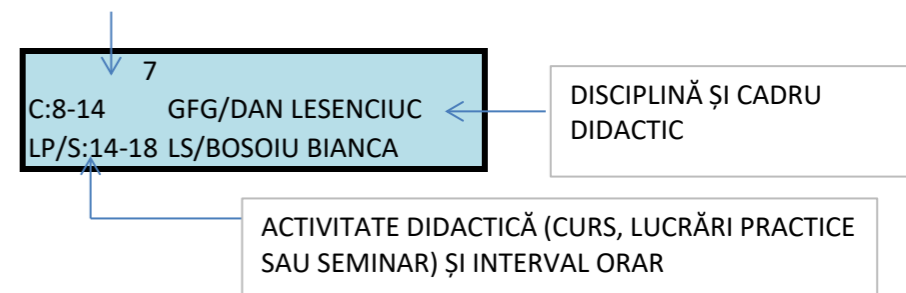 7
C:8-14 GFG/DAN LESENCIUC
LP/S:14-18 LS/BOSOIU BIANCA
DISCIPLINĂ ȘI CADRU
DIDACTIC
ACTIVITATE DIDACTICĂ (CURS, LUCRĂRI PRACTICE
SAU SEMINAR) ȘI INTERVAL ORAR